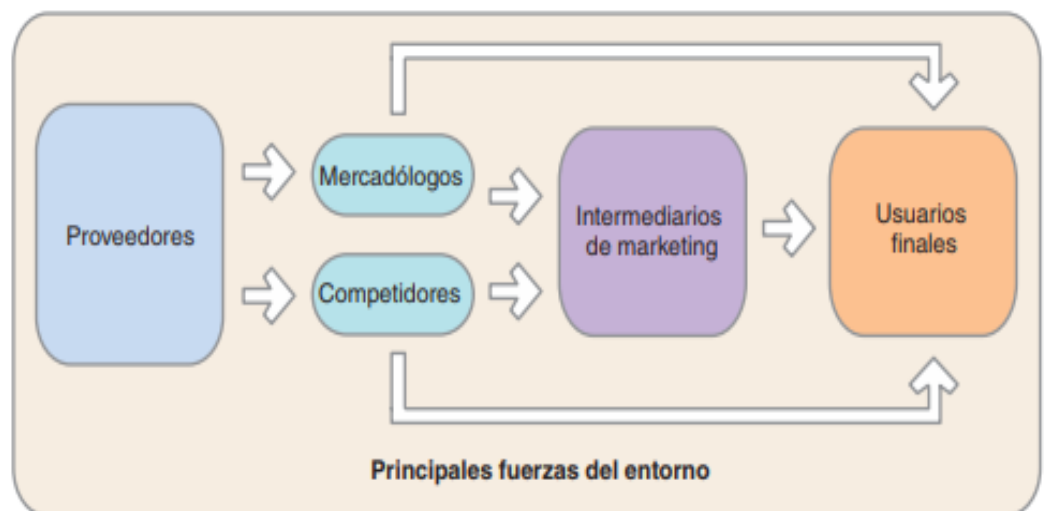 Proveedores
Mercadólogos
Competidores
Intermediarios
de marketing
Usuarios
finales
Principales fuerzas del entorno